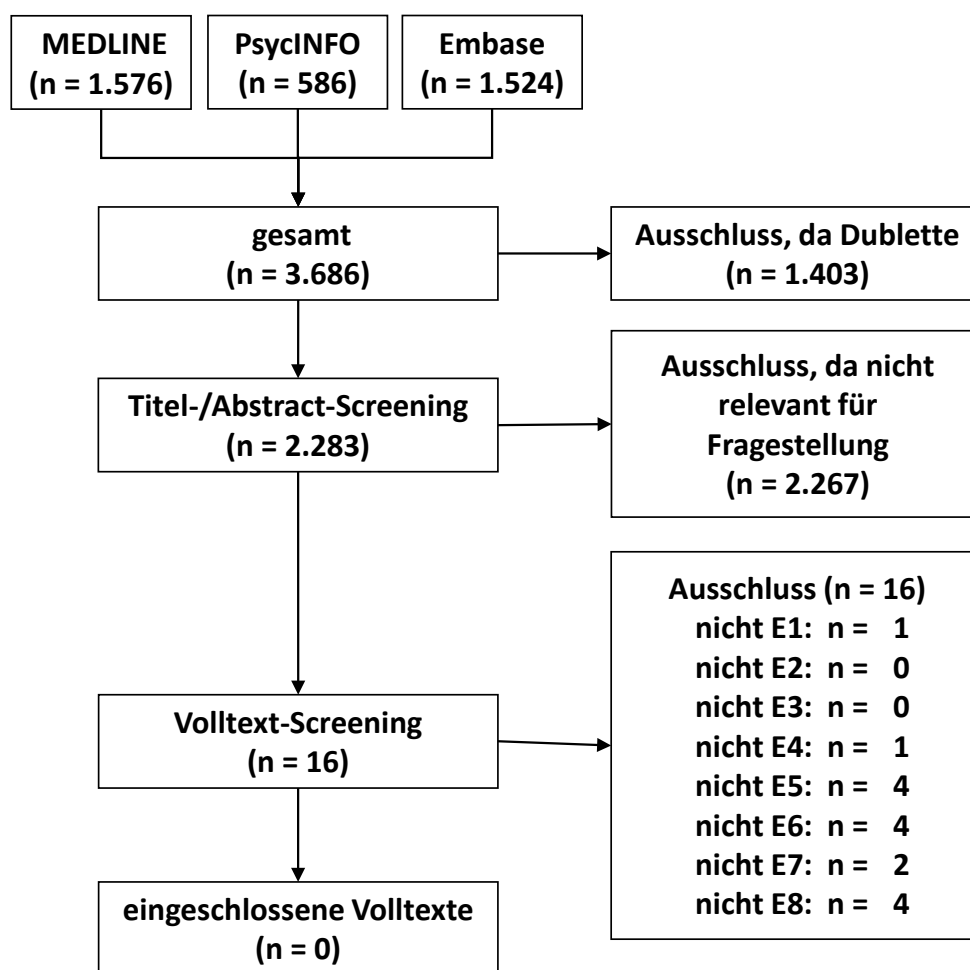 MEDLINE
(n = 1.576)
PsycINFO
(n = 586)
Embase
(n = 1.524)
gesamt
(n = 3.686)
Ausschluss, da Dublette
(n = 1.403)
Titel-/Abstract-Screening
(n = 2.283)
Ausschluss, da nicht
relevant für
Fragestellung
(n = 2.267)
Volltext-Screening
(n = 16)
Ausschluss (n = 16)
nicht E1: n = 1
nicht E2: n = 0
nicht E3: n = 0
nicht E4: n = 1
nicht E5: n = 4
nicht E6: n = 4
nicht E7: n = 2
nicht E8: n = 4
eingeschlossene Volltexte
(n = 0)